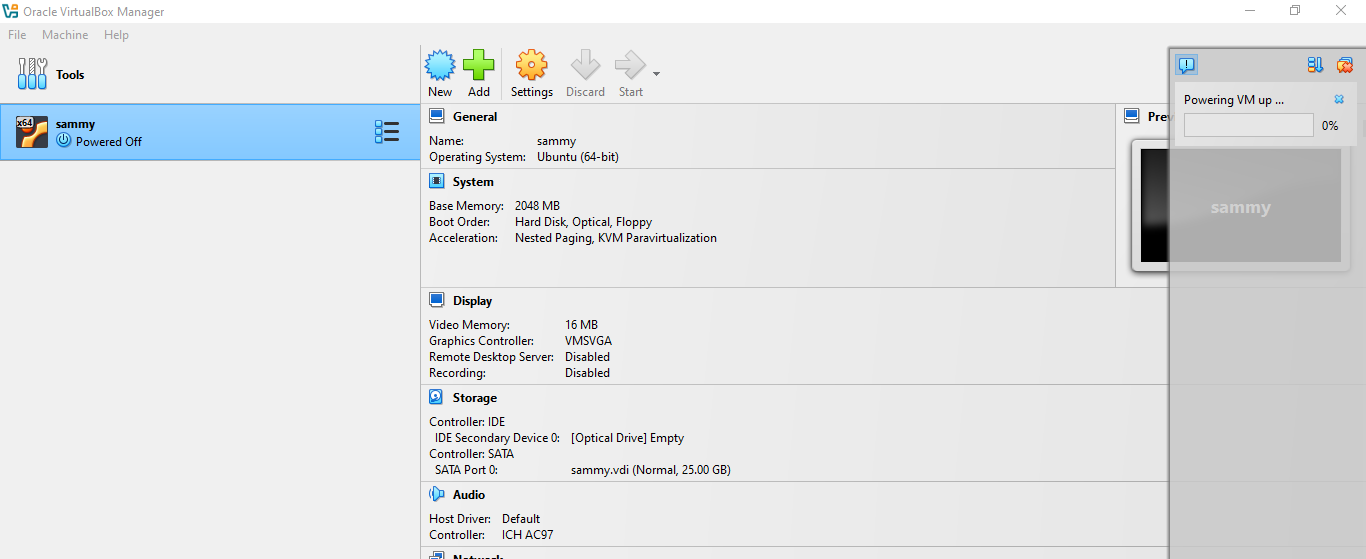 Oracle VirtualBox Manager
File Machine Help
Tools
x64
sammy
Powered Off
New Add Settings Discard Start
General
Name: sammy
Operating System: Ubuntu (64-bit)
System
Base Memory: 2048 MB
Boot Order: Hard Disk, Optical, Floppy
Acceleration: Nested Paging, KVM Paravirtualization
Display
Video Memory: 16 MB
Graphics Controller: VMSVGA
Remote Desktop Server: Disabled
Recording: Disabled
Storage
Controller: IDE
IDE Secondary Device 0: [Optical Drive] Empty
Controller: SATA
SATA Port 0: sammy.vdi (Normal, 25.00 GB)
Audio
Host Driver: Default
Controller: ICH AC97
Network
Prev
sammy
Powering VM up ...
0%